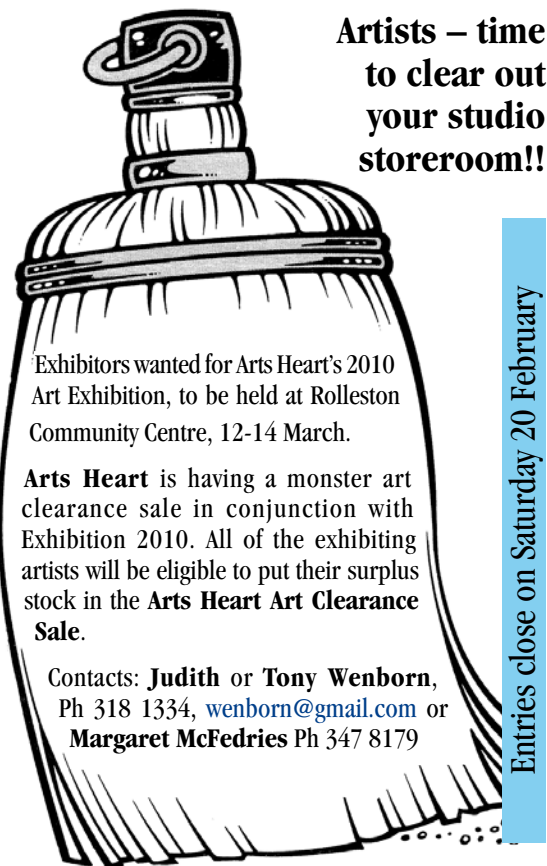 Artists – time
to clear out
your studio
storeroom!!
Exhibitors wanted for Arts Heart's 2010
Art Exhibition, to be held at Rolleston
Community Centre, 12-14 March.
Arts Heart is having a monster art
clearance sale in conjunction with
Exhibition 2010. All of the exhibiting
artists will be eligible to put their surplus
stock in the Arts Heart Art Clearance
Sale.
Contacts: Judith or Tony Wenborn,
Ph 318 1334, wenborn@gmail.com or
Margaret McFedries Ph 347 8179
Entries close on Saturday 20 February